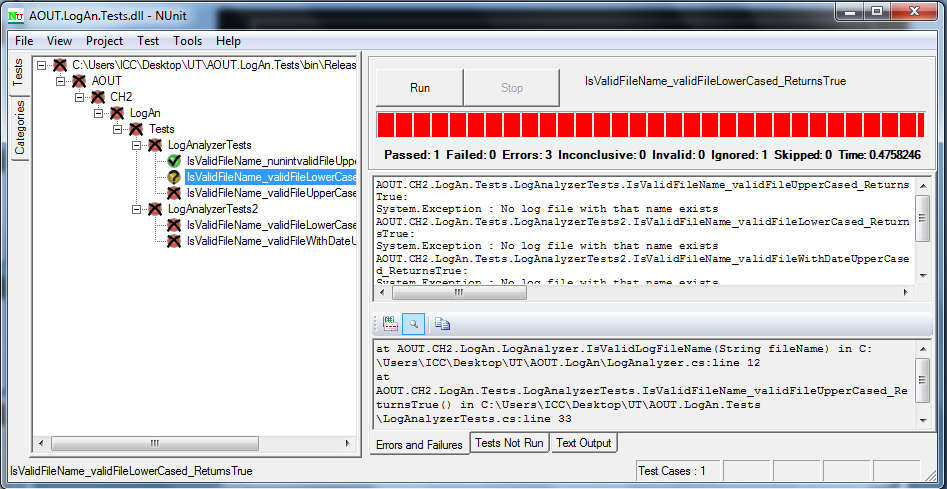 AOUT.LogAn.Tests.dll - NUnit
File View Project Test Tools Help
Tests
Categories
C:\Users\ICC\Desktop\UT\AOUT.LogAn.Tests\bin\Releas
AOUT
CH2
LogAn
Tests
LogAnalyzerTests
IsValidFileName_nunintvalidFileUppe
IsValidFileName_validFileLowerCase
IsValidFileName_validFileUpperCase
LogAnalyzerTests2
IsValidFileName_validFileLowerCase
IsValidFileName_validFileWithDateU
Run Stop IsValidFileName_validFileLowerCased_ReturnsTrue
Passed: 1 Failed: 0 Errors: 3 Inconclusive: 0 Invalid: 0 Ignored: 1 Skipped: 0 Time: 0.4758246
AOUT.CH2.LogAn.Tests.LogAnalyzerTests.IsValidFileName_validFileUpperCased_Returns
True:
System.Exception : No log file with that name exists
AOUT.CH2.LogAn.Tests.LogAnalyzerTests2.IsValidFileName_validFileLowerCased_Return
sTrue:
System.Exception : No log file with that name exists
AOUT.CH2.LogAn.Tests.LogAnalyzerTests2.IsValidFileName_validFileWithDateUpperCase
d_ReturnsTrue:
System.Exception : No log file with that name exists
at AOUT.CH2.LogAn.LogAnalyzer.IsValidLogFileName(String fileName) in C:
\Users\ICC\Desktop\UT\AOUT.LogAn\LogAnalyzer.cs:line 12
at
AOUT.CH2.LogAn.Tests.LogAnalyzerTests.IsValidFileName_validFileUpperCased_Re
turnsTrue() in C:\Users\ICC\Desktop\UT\AOUT.LogAn.Tests
\LogAnalyzerTests.cs:line 33
Errors and Failures Tests Not Run Text Output
IsValidFileName_validFileLowerCased_ReturnsTrue
Test Cases : 1